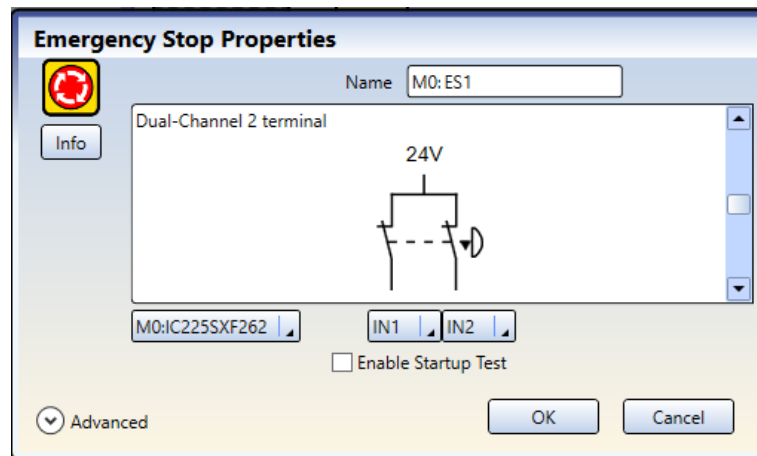 Emergency Stop Properties
Name M0: ES1
Info
Dual-Channel 2 terminal
24V
M0:IC225SXF262 IN1 IN2
Enable Startup Test
Advanced OK Cancel